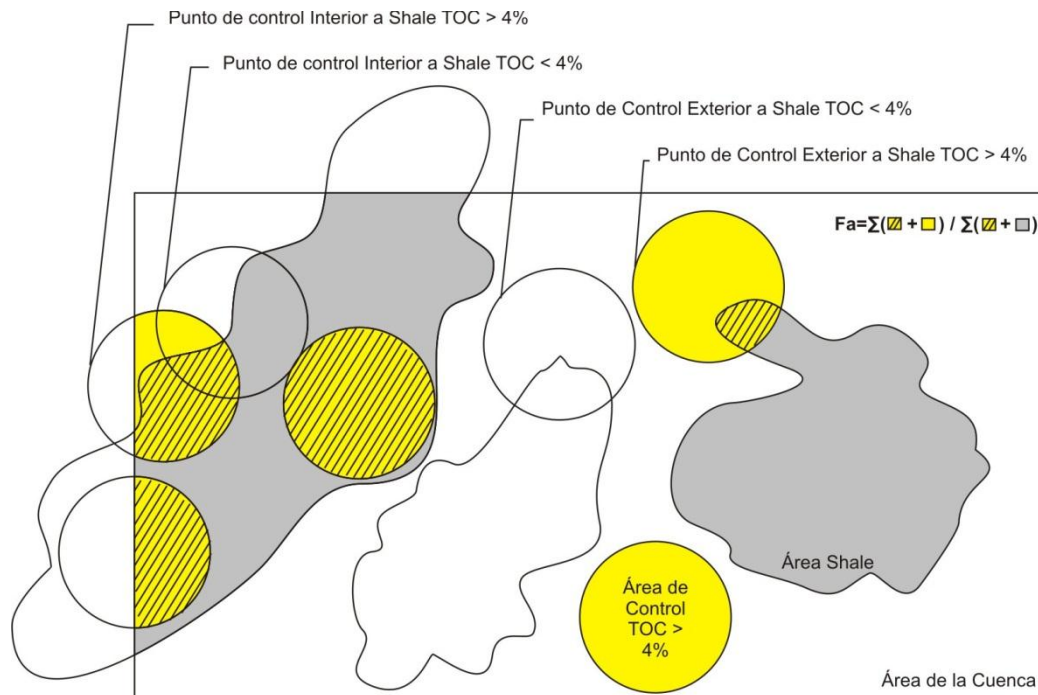 Punto de control Interior a Shale TOC > 4%
Punto de control Interior a Shale TOC < 4%
Punto de Control Exterior a Shale TOC < 4%
Punto de Control Exterior a Shale TOC > 4%
Fa=∑(▨ + □) / ∑(▨ + □)
Área Shale
Área de
Control
TOC >
4%
Área de la Cuenca